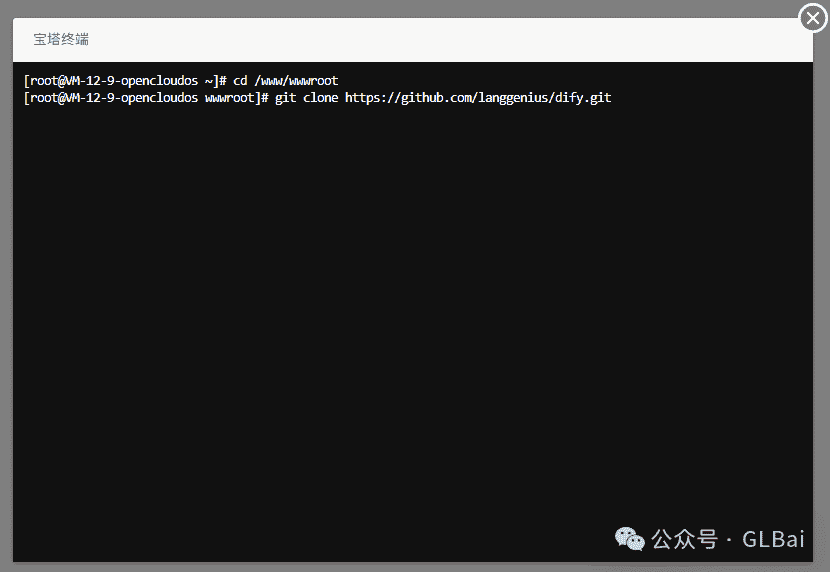 宝塔终端
[root@VM-12-9-opencloudos ~]# cd /www/wwwroot
[root@VM-12-9-opencloudos wwwroot]# git clone https://github.com/langgenius/dify.git
公众号 · GLBai